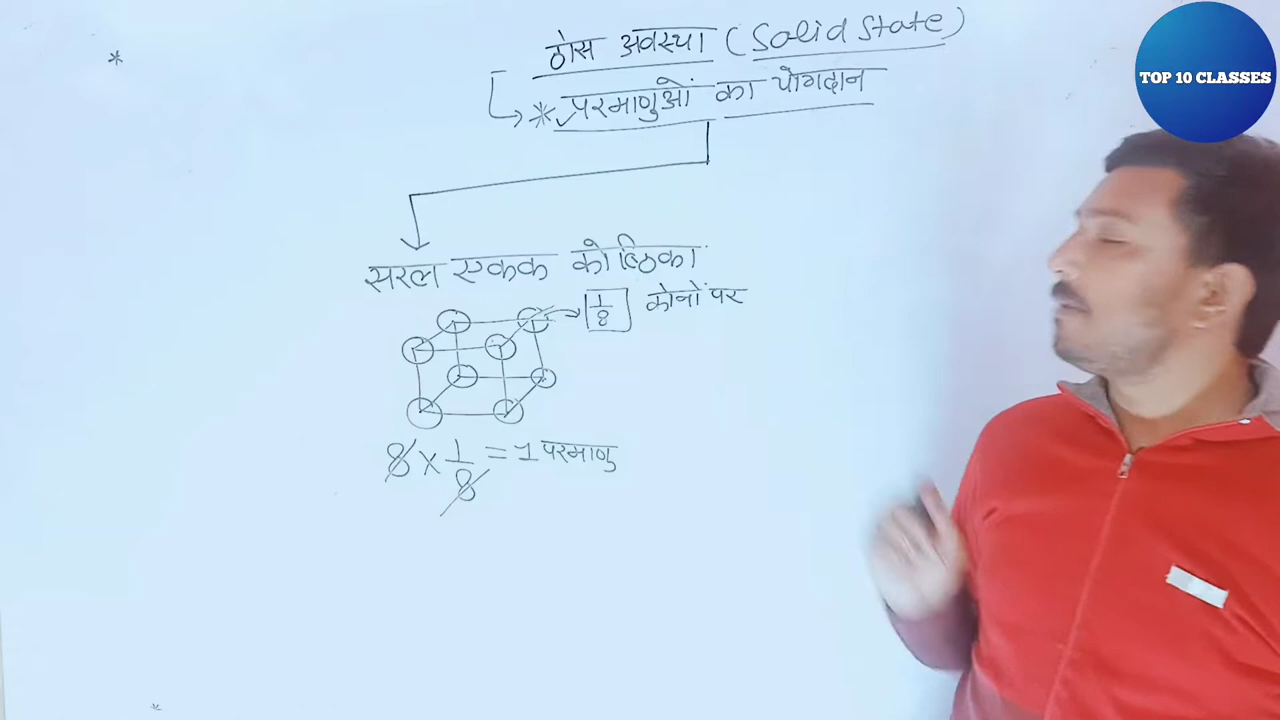 ठोस अवस्था (Solid State)
TOP 10 CLASSES
* परमाणुओं का योगदान
सरल एकक कोष्ठिका
1/8 कोनों पर
8 × 1/8 = 1 परमाणु